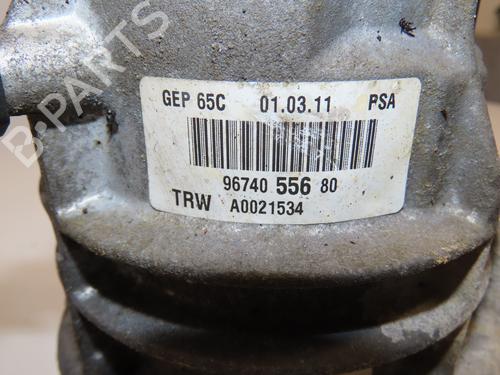 B-PARTS
GEP 65C 01.03.11 PSA
96740 556 80
TRW A0021534